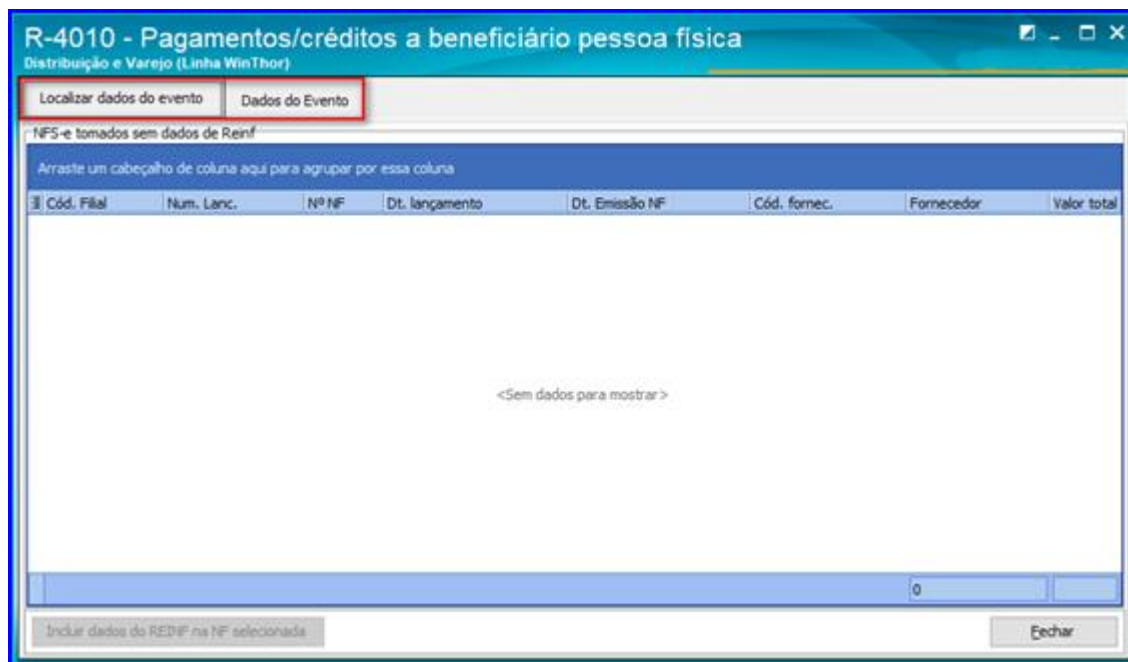 R-4010 - Pagamentos/créditos a beneficiário pessoa física
Distribuição e Varejo (Linha WinThor)
Localizar dados do evento Dados do Evento
NFS-e tomados sem dados de Reinf
Arraste um cabeçalho de coluna aqui para agrupar por essa coluna
Cód. Filial Num. Lanc. Nº NF Dt. lançamento Dt. Emissão NF Cód. fornec. Fornecedor Valor total
<Sem dados para mostrar>
0
Incluir dados do REINF na NF selecionada Fechar